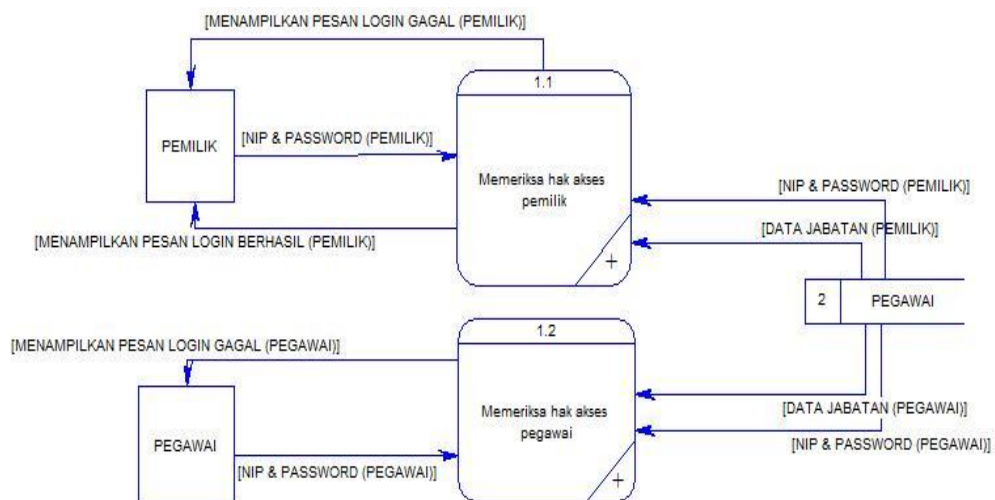 [MENAMPILKAN PESAN LOGIN GAGAL (PEMILIK)]
1.1
PEMILIK
[NIP & PASSWORD (PEMILIK)]
Memeriksa hak akses
pemilik
[NIP & PASSWORD (PEMILIK)]
[MENAMPILKAN PESAN LOGIN BERHASIL (PEMILIK)]
[DATA JABATAN (PEMILIK)]
+
2
PEGAWAI
1.2
[MENAMPILKAN PESAN LOGIN GAGAL (PEGAWAI)]
Memeriksa hak akses
pegawai
[DATA JABATAN (PEGAWAI)]
PEGAWAI
[NIP & PASSWORD (PEGAWAI)]
[NIP & PASSWORD (PEGAWAI)]
+